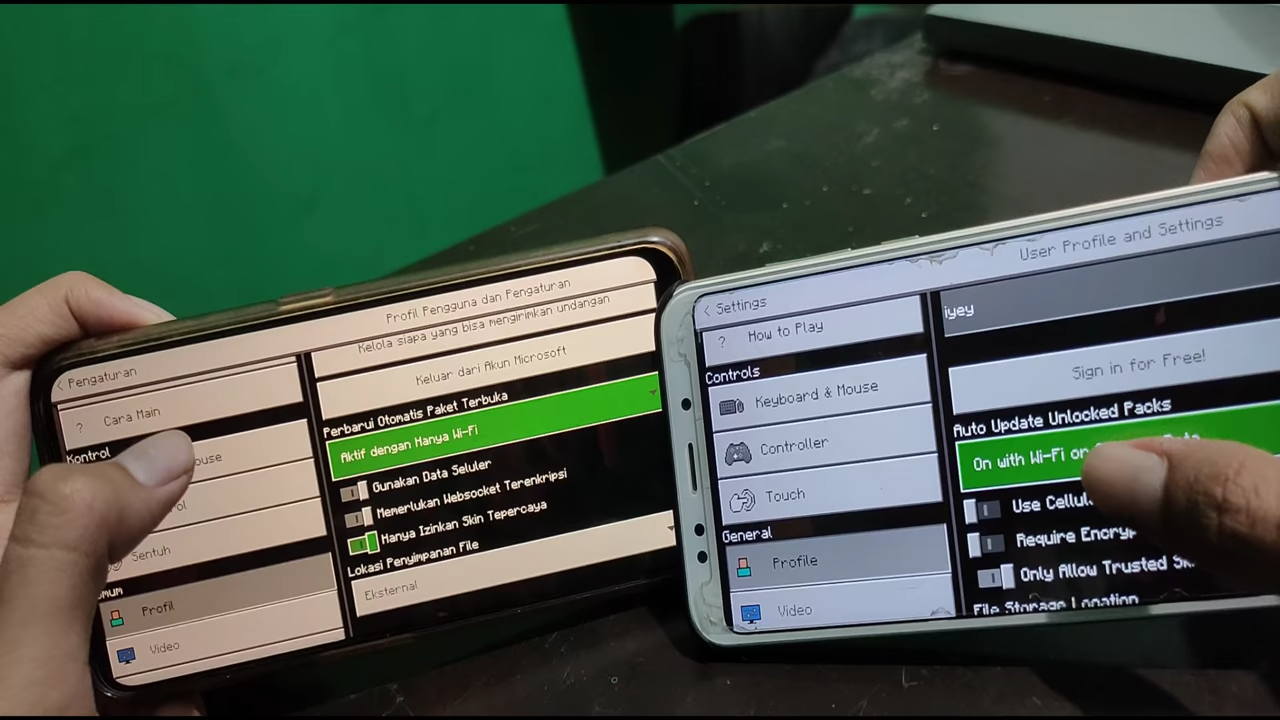 < Pengaturan
Profil Pengguna dan Pengaturan
? Cara Main
Kontrol
Sentuh
Profil
Video
Kelola siapa yang bisa mengirimkan undangan
Keluar dari Akun Microsoft
Perbarui Otomatis Paket Terbuka
Aktif dengan Hanya Wi-Fi
Gunakan Data Seluler
Memerlukan Websocket Terenkripsi
Hanya Izinkan Skin Tepercaya
Lokasi Penyimpanan File
Eksternal
< Settings
User Profile and Settings
? How to Play
Controls
Keyboard & Mouse
Controller
Touch
General
Profile
Video
iyey
Sign in for Free!
Auto Update Unlocked Packs
On with Wi-Fi or
Use
Require
Only Allow Trusted
File Storage Location